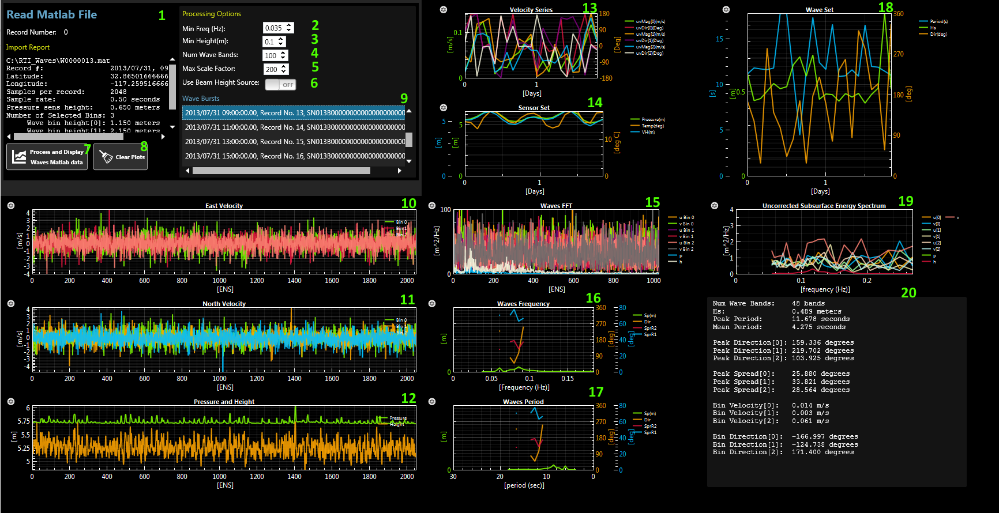 Read Matlab File
1
Record Number: 0
Import Report
C:\RTI_Waves\W0000013.mat
Record #: 2013/07/31, 09
Latitude: 32.86501666666
Longitude: -117.259516666
Samples per record: 2048
Sample rate: 0.50 seconds
Pressure sens height: 0.650 meters
Number of Selected Bins: 3
Wave bin height[0]: 1.150 meters
Wave bin height[1]: 2.150 meters
7
Process and Display
Waves Matlab data
8
Clear Plots
Processing Options
Min Freq (Hz): 0.035 2
Min Height(m): 0.1 3
Num Wave Bands: 100 4
Max Scale Factor: 200 5
Use Beam Height Source: OFF 6
Wave Bursts
9
2013/07/31 09:00:00.00, Record No. 13, SN013B0000000000000000000
2013/07/31 11:00:00.00, Record No. 14, SN013B0000000000000000000
2013/07/31 13:00:00.00, Record No. 15, SN013B0000000000000000000
2013/07/31 15:00:00.00, Record No. 16, SN013B0000000000000000000
Velocity Series
13
[m/s]
0.1
0
180
90
0
-90
-180
[Deg]
0 1
[Days]
uvMag[0](m/s)
uvDir[0](Deg)
uvMag[1](m/s)
uvDir[1](Deg)
uvMag[2](m/s)
uvDir[2](Deg)
Sensor Set
14
[m]
5
0
[m]
5
0
10
0
[deg C]
0 1
[Days]
Pressure(m)
Temp(deg)
VH(m)
Wave Set
18
[s]
15
10
5
0
[m]
0.5
0
360
270
180
90
0
[deg]
0 1
[Days]
Period(s)
Hs
Dir(deg)
East Velocity
10
[m/s]
4
3
2
1
0
-1
-2
-3
-4
0 200 400 600 800 1000 1200 1400 1600 1800 2000
[ENS]
Bin 0
Bin 1
Bin 2
North Velocity
11
[m/s]
4
3
2
1
0
-1
-2
-3
-4
0 200 400 600 800 1000 1200 1400 1600 1800 2000
[ENS]
Bin 0
Bin 1
Bin 2
Pressure and Height
12
[m]
6
5.75
5.5
5.25
5
0 200 400 600 800 1000 1200 1400 1600 1800 2000
[ENS]
Pressure
Height
Waves FFT
15
[m^2/Hz]
100
0
0 200 400 600 800 1000
[ENS]
u Bin 0
v Bin 0
u Bin 1
v Bin 1
u Bin 2
v Bin 2
p
h
Waves Frequency
16
[m]
0
360
270
180
90
0
[deg]
80
60
40
20
0
[deg]
0 0.05 0.1 0.15
[Frequency (Hz)]
Sp(m)
Dir
SprR2
SprR1
Waves Period
17
[m]
0
360
270
180
90
0
[deg]
80
60
40
20
0
[deg]
30 20 10 0
[period (sec)]
Sp(m)
Dir
SprR2
SprR1
Uncorrected Subsurface Energy Spectrum
19
[m^2/Hz]
4
3
2
1
0
0 0.1 0.2
[frequency (Hz)]
u[0] v
v[0]
u[1]
v[1]
u[2]
v[2]
p
h
20
Num Wave Bands: 48 bands
Hs: 0.489 meters
Peak Period: 11.678 seconds
Mean Period: 4.275 seconds
Peak Direction[0]: 159.336 degrees
Peak Direction[1]: 219.702 degrees
Peak Direction[2]: 103.925 degrees
Peak Spread[0]: 25.880 degrees
Peak Spread[1]: 33.821 degrees
Peak Spread[2]: 28.564 degrees
Bin Velocity[0]: 0.014 m/s
Bin Velocity[1]: 0.003 m/s
Bin Velocity[2]: 0.061 m/s
Bin Direction[0]: -166.997 degrees
Bin Direction[1]: -124.738 degrees
Bin Direction[2]: 171.400 degrees